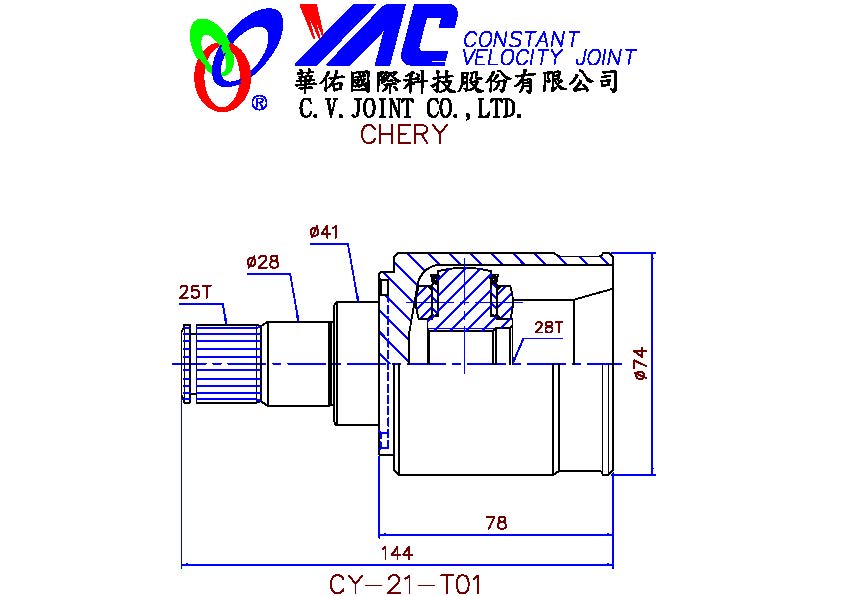 YAC CONSTANT
VELOCITY JOINT
®
華佑國際科技股份有限公司
C.V.JOINT CO.,LTD.
CHERY
ø41
ø28
25T
28T
ø74
78
144
CY-21-T01